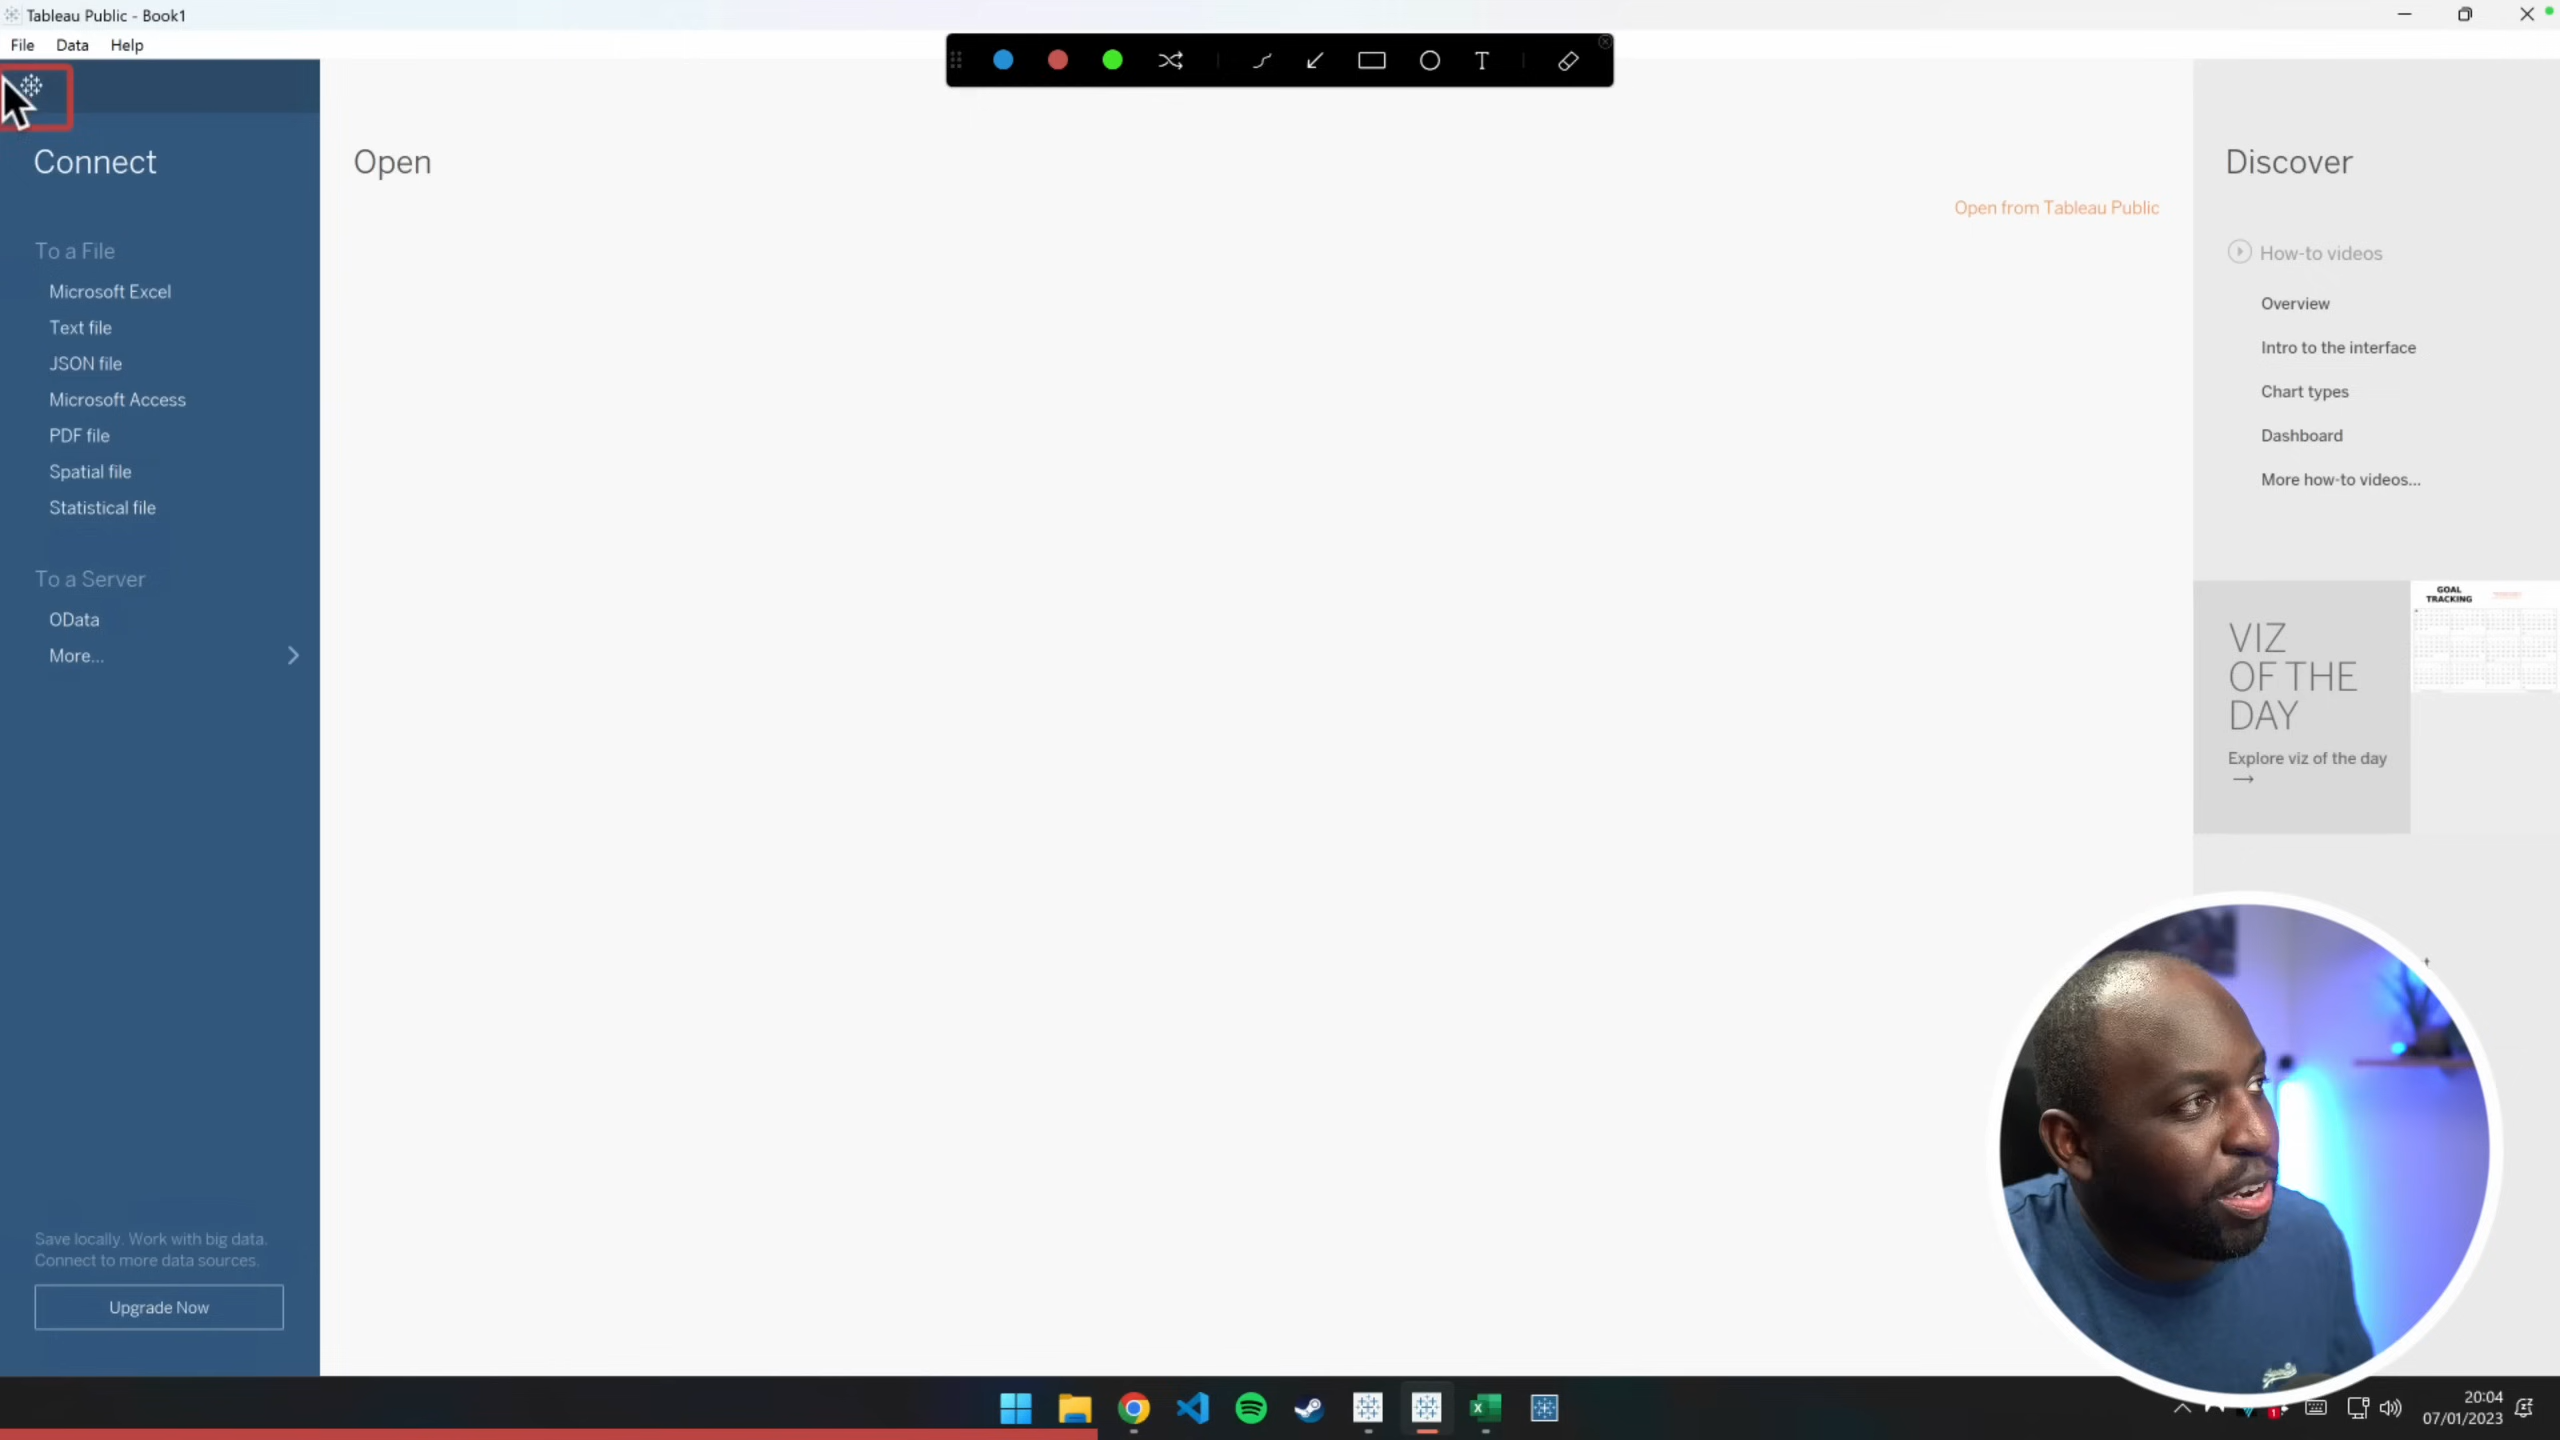 Tableau Public - Book1
File Data Help
T
Connect
To a File
Microsoft Excel
Text file
JSON file
Microsoft Access
PDF file
Spatial file
Statistical file
To a Server
OData
More...
Save locally. Work with big data.
Connect to more data sources.
Upgrade Now
Open
Open from Tableau Public
Discover
How-to videos
Overview
Intro to the interface
Chart types
Dashboard
More how-to videos...
VIZ
OF THE
DAY
Explore viz of the day
GOAL
TRACKING
20:04
07/01/2023